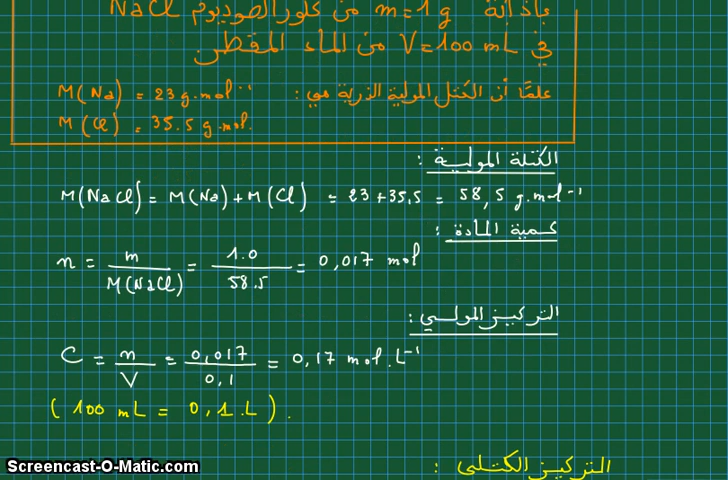 بإذابة m=1 g من كلور الصوديوم NaCl
في V=100 mL من الماء المقطر.
علمًا أن الكتل المولية الذرية هي : M(Na) = 23 g.mol⁻¹
M(Cl) = 35.5 g.mol.
الكتلة المولية :
M(NaCl) = M(Na) + M(Cl) = 23 + 35,5 = 58,5 g.mol⁻¹
كمية المادة :
n = m / M(NaCl) = 1.0 / 58.5 = 0,017 mol
التركيز المولي :
C = n / V = 0,017 / 0,1 = 0,17 mol.L⁻¹
( 100 mL = 0,1.L ).
التركيز الكتلي :
Screencast-O-Matic.com